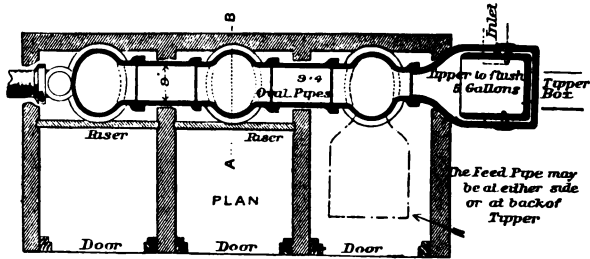 B
Inlet
9"
9·4
Oval Pipes
Tipper to flush
5 Gallons
Tipper
Box
Riser
Riser
A
PLAN
The Feed Pipe may
be at either side
or at back of
Tipper
Door
Door
Door